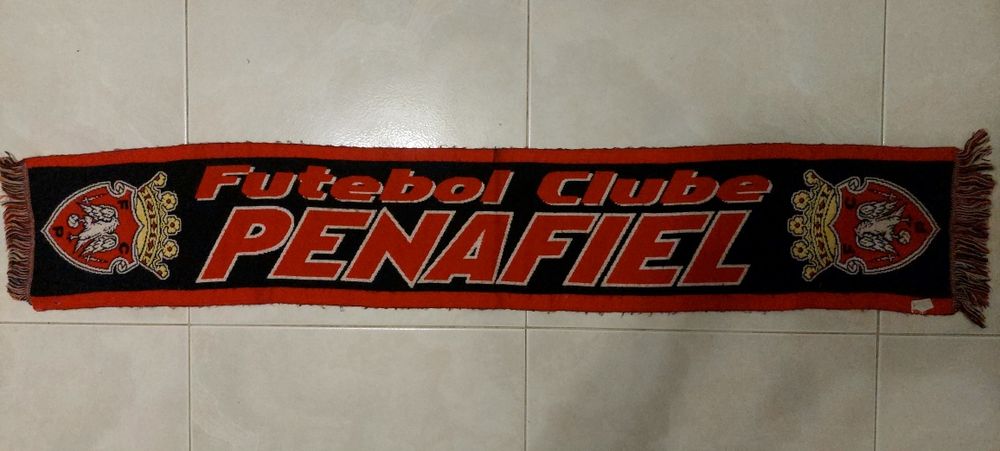 Futebol Clube
PENAFIEL
F
P C
F
C P